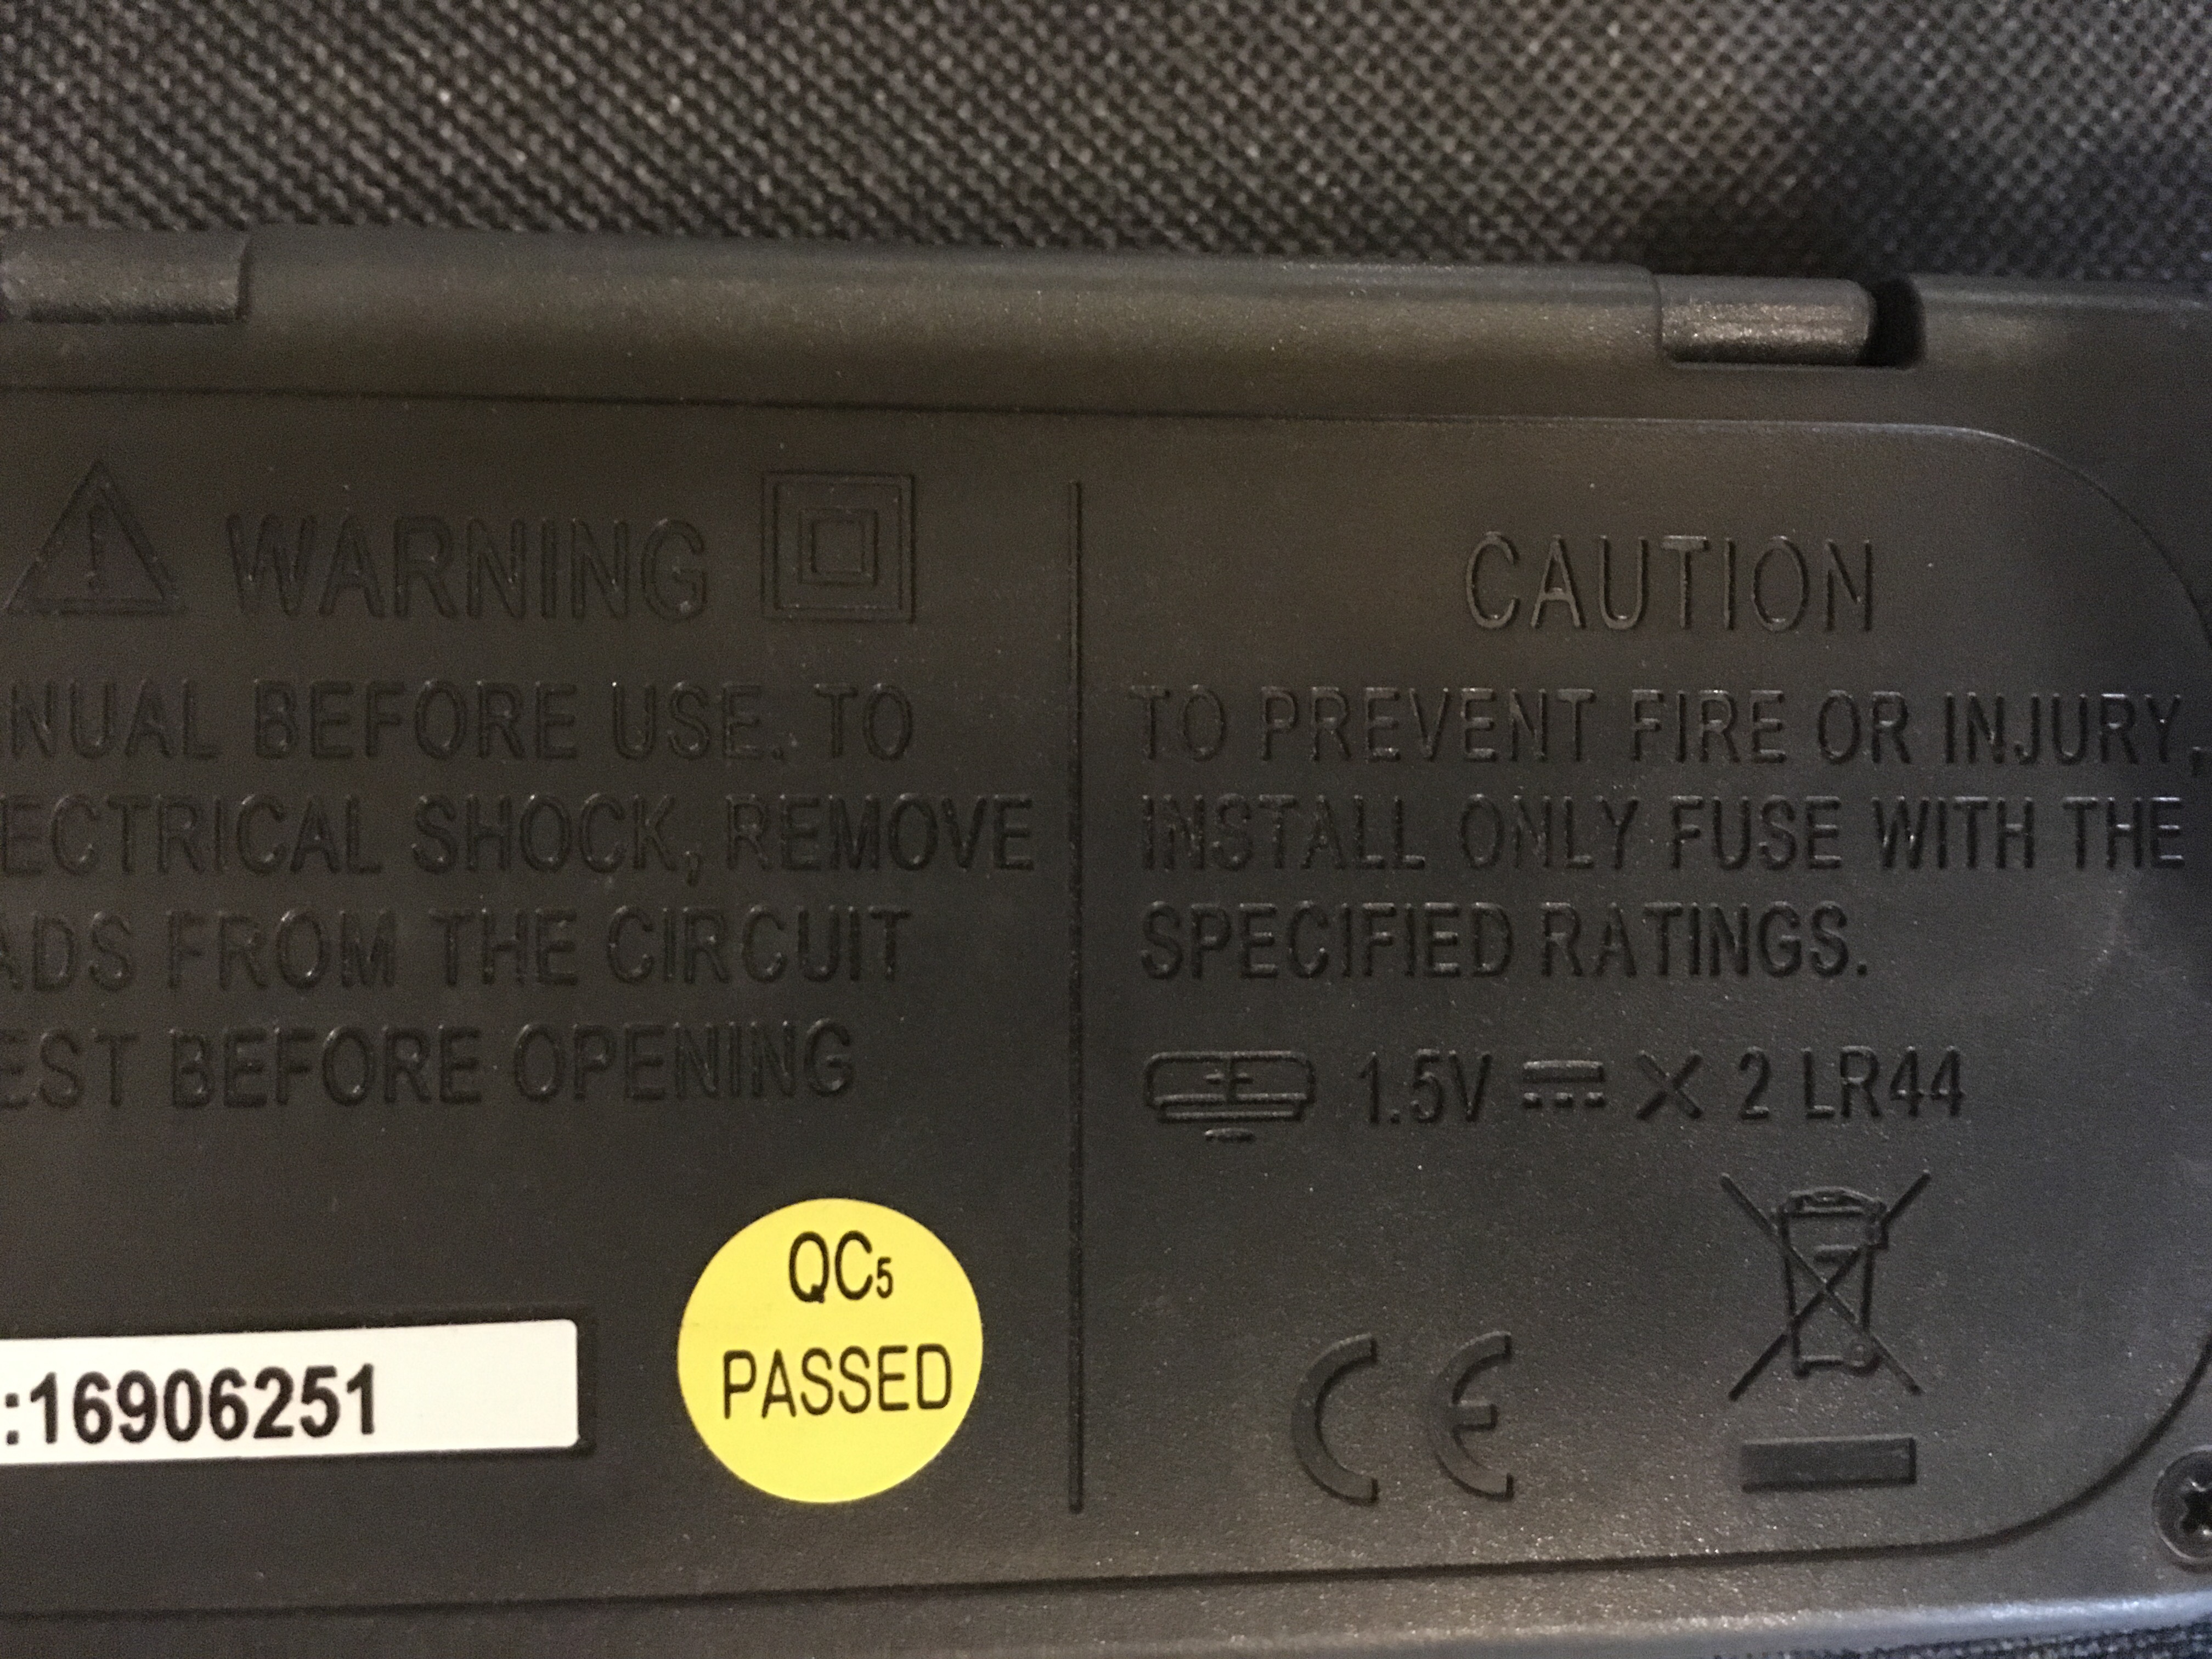 WARNING
NUAL BEFORE USE. TO
ECTRICAL SHOCK, REMOVE
ADS FROM THE CIRCUIT
EST BEFORE OPENING
:16906251
QC5
PASSED
CAUTION
TO PREVENT FIRE OR INJURY,
INSTALL ONLY FUSE WITH THE
SPECIFIED RATINGS.
1.5V ⎓ X 2 LR44
CE